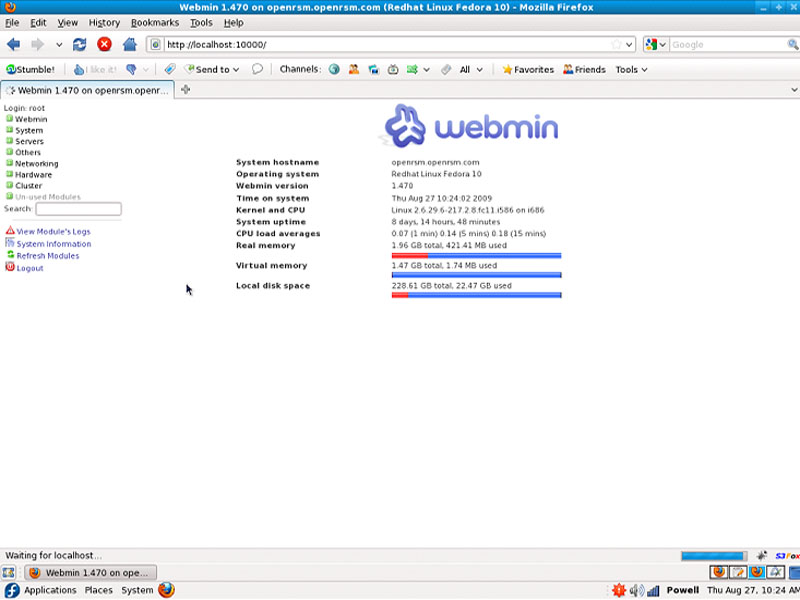 Webmin 1.470 on openrsm.openrsm.com (Redhat Linux Fedora 10) - Mozilla Firefox
File Edit View History Bookmarks Tools Help
http://localhost:10000/ Google
Stumble! I like it! Send to Channels: All Favorites Friends Tools
Webmin 1.470 on openrsm.openr...
Login: root
Webmin
System
Servers
Others
Networking
Hardware
Cluster
Un-used Modules
Search:
View Module's Logs
System Information
Refresh Modules
Logout
webmin
System hostname openrsm.openrsm.com
Operating system Redhat Linux Fedora 10
Webmin version 1.470
Time on system Thu Aug 27 10:24:02 2009
Kernel and CPU Linux 2.6.29.6-217.2.8.fc11.i586 on i686
System uptime 8 days, 14 hours, 48 minutes
CPU load averages 0.07 (1 min) 0.14 (5 mins) 0.18 (15 mins)
Real memory 1.96 GB total, 421.41 MB used
Virtual memory 1.47 GB total, 1.74 MB used
Local disk space 228.61 GB total, 22.47 GB used
Waiting for localhost... S3Fox
Webmin 1.470 on ope...
Applications Places System Powell Thu Aug 27, 10:24 AM